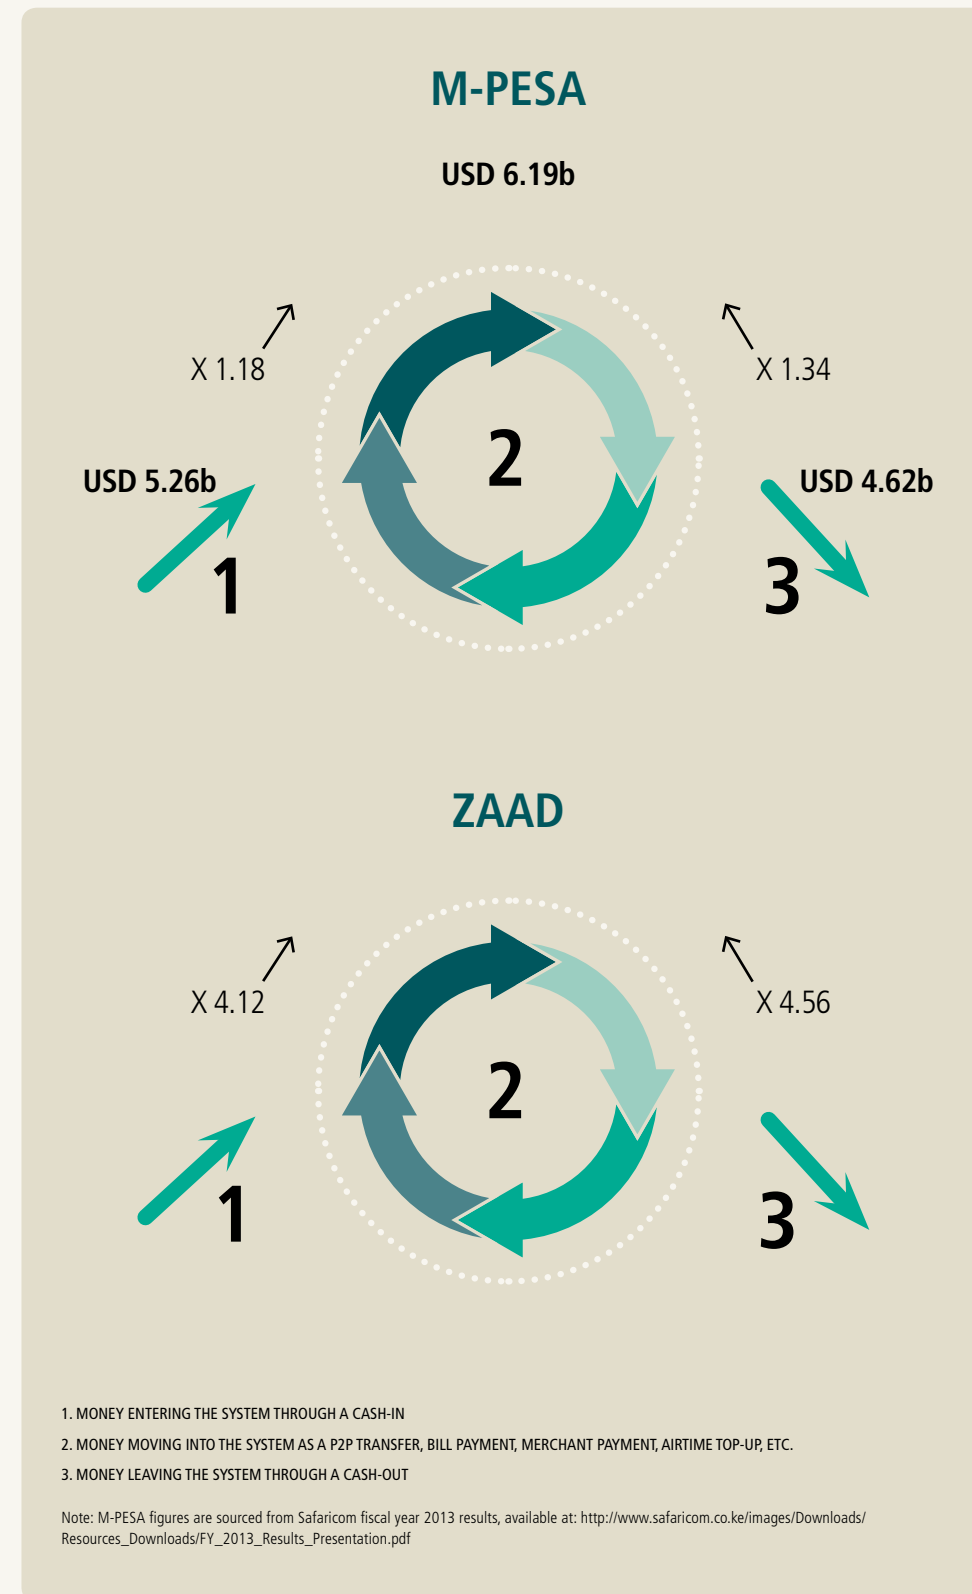 M-PESA
USD 6.19b
X 1.18
X 1.34
2
USD 5.26b
USD 4.62b
1
3
ZAAD
X 4.12
X 4.56
2
1
3
1. MONEY ENTERING THE SYSTEM THROUGH A CASH-IN
2. MONEY MOVING INTO THE SYSTEM AS A P2P TRANSFER, BILL PAYMENT, MERCHANT PAYMENT, AIRTIME TOP-UP, ETC.
3. MONEY LEAVING THE SYSTEM THROUGH A CASH-OUT
Note: M-PESA figures are sourced from Safaricom fiscal year 2013 results, available at: http://www.safaricom.co.ke/images/Downloads/
Resources_Downloads/FY_2013_Results_Presentation.pdf